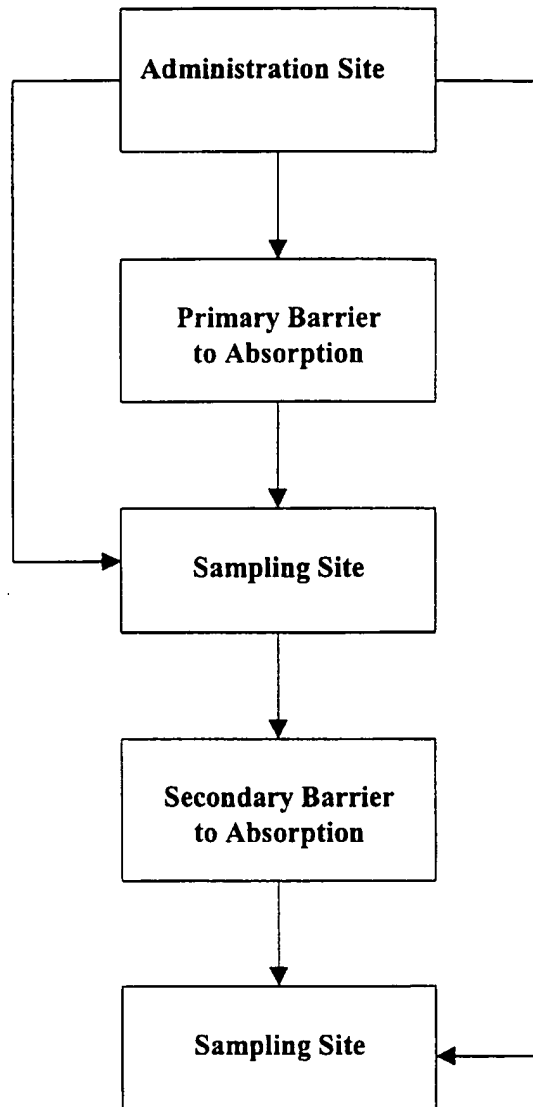 Administration Site
Primary Barrier
to Absorption
Sampling Site
Secondary Barrier
to Absorption
Sampling Site